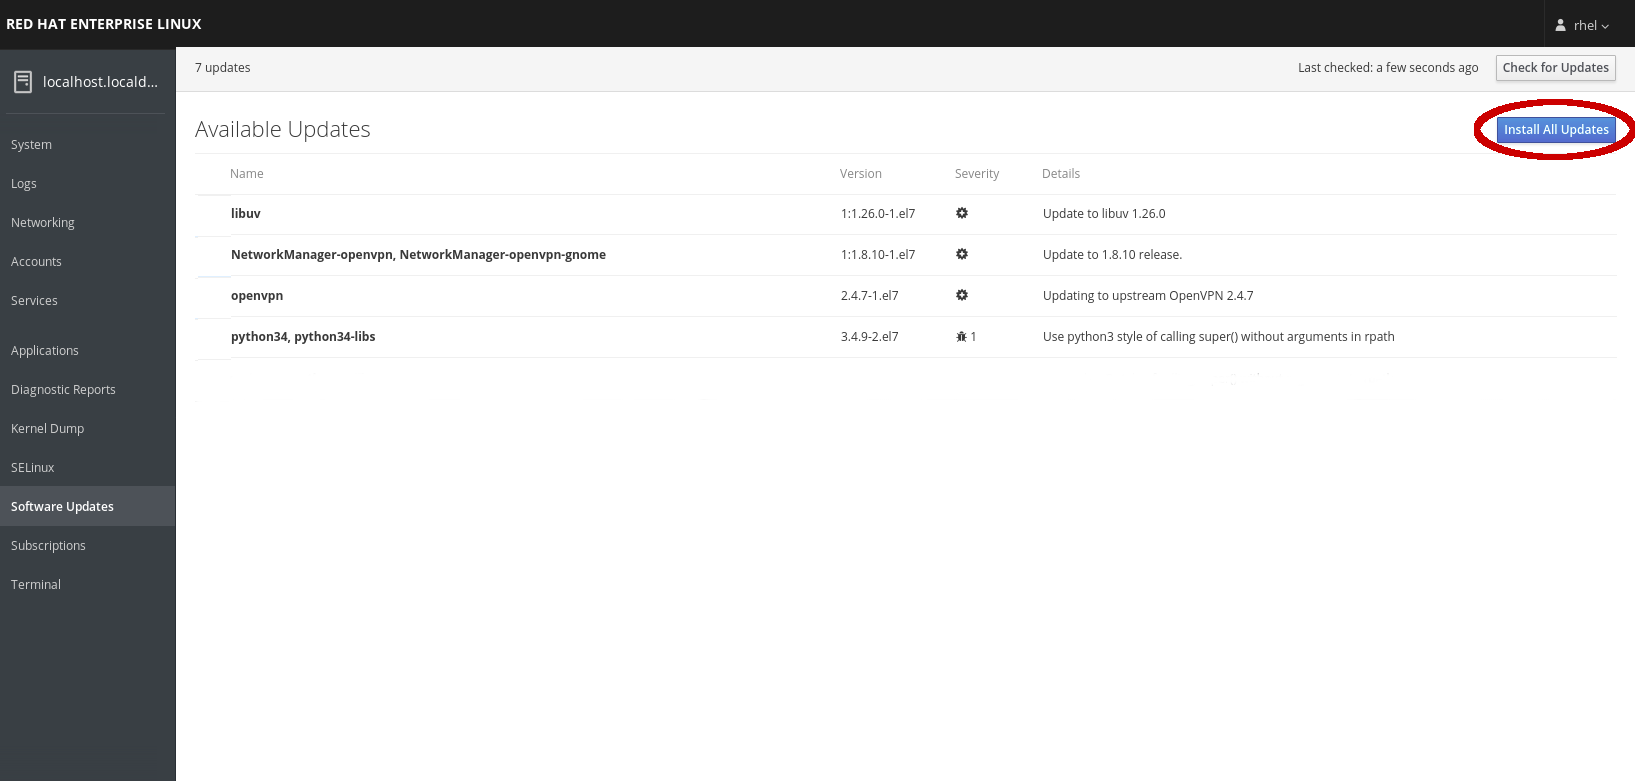 RED HAT ENTERPRISE LINUX
rhel
localhost.locald...
7 updates
Last checked: a few seconds ago
Check for Updates
System
Logs
Networking
Accounts
Services
Applications
Diagnostic Reports
Kernel Dump
SELinux
Software Updates
Subscriptions
Terminal
Available Updates
Install All Updates
Name Version Severity Details
libuv 1:1.26.0-1.el7 Update to libuv 1.26.0
NetworkManager-openvpn, NetworkManager-openvpn-gnome 1:1.8.10-1.el7 Update to 1.8.10 release.
openvpn 2.4.7-1.el7 Updating to upstream OpenVPN 2.4.7
python34, python34-libs 3.4.9-2.el7 1 Use python3 style of calling super() without arguments in rpath